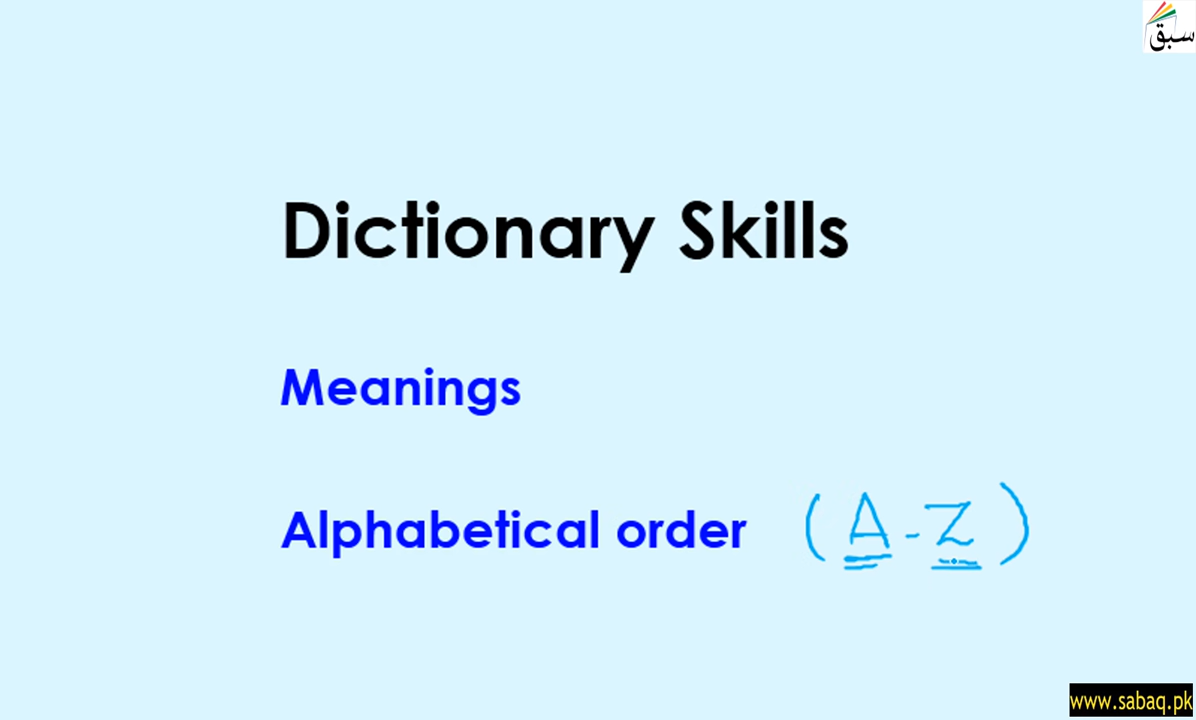 سبق
Dictionary Skills
Meanings
Alphabetical order (A-Z)
www.sabaq.pk